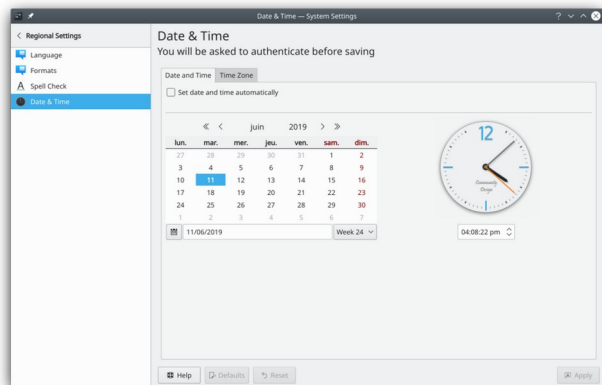 Date & Time — System Settings
Regional Settings
Language
Formats
Spell Check
Date & Time
Date & Time
You will be asked to authenticate before saving
Date and Time Time Zone
Set date and time automatically
juin 2019
lun. mar. mer. jeu. ven. sam. dim.
27 28 29 30 31 1 2
3 4 5 6 7 8 9
10 11 12 13 14 15 16
17 18 19 20 21 22 23
24 25 26 27 28 29 30
1 2 3 4 5 6 7
11/06/2019 Week 24
12
Community
Design
04:08:22 pm
Help Defaults Reset Apply